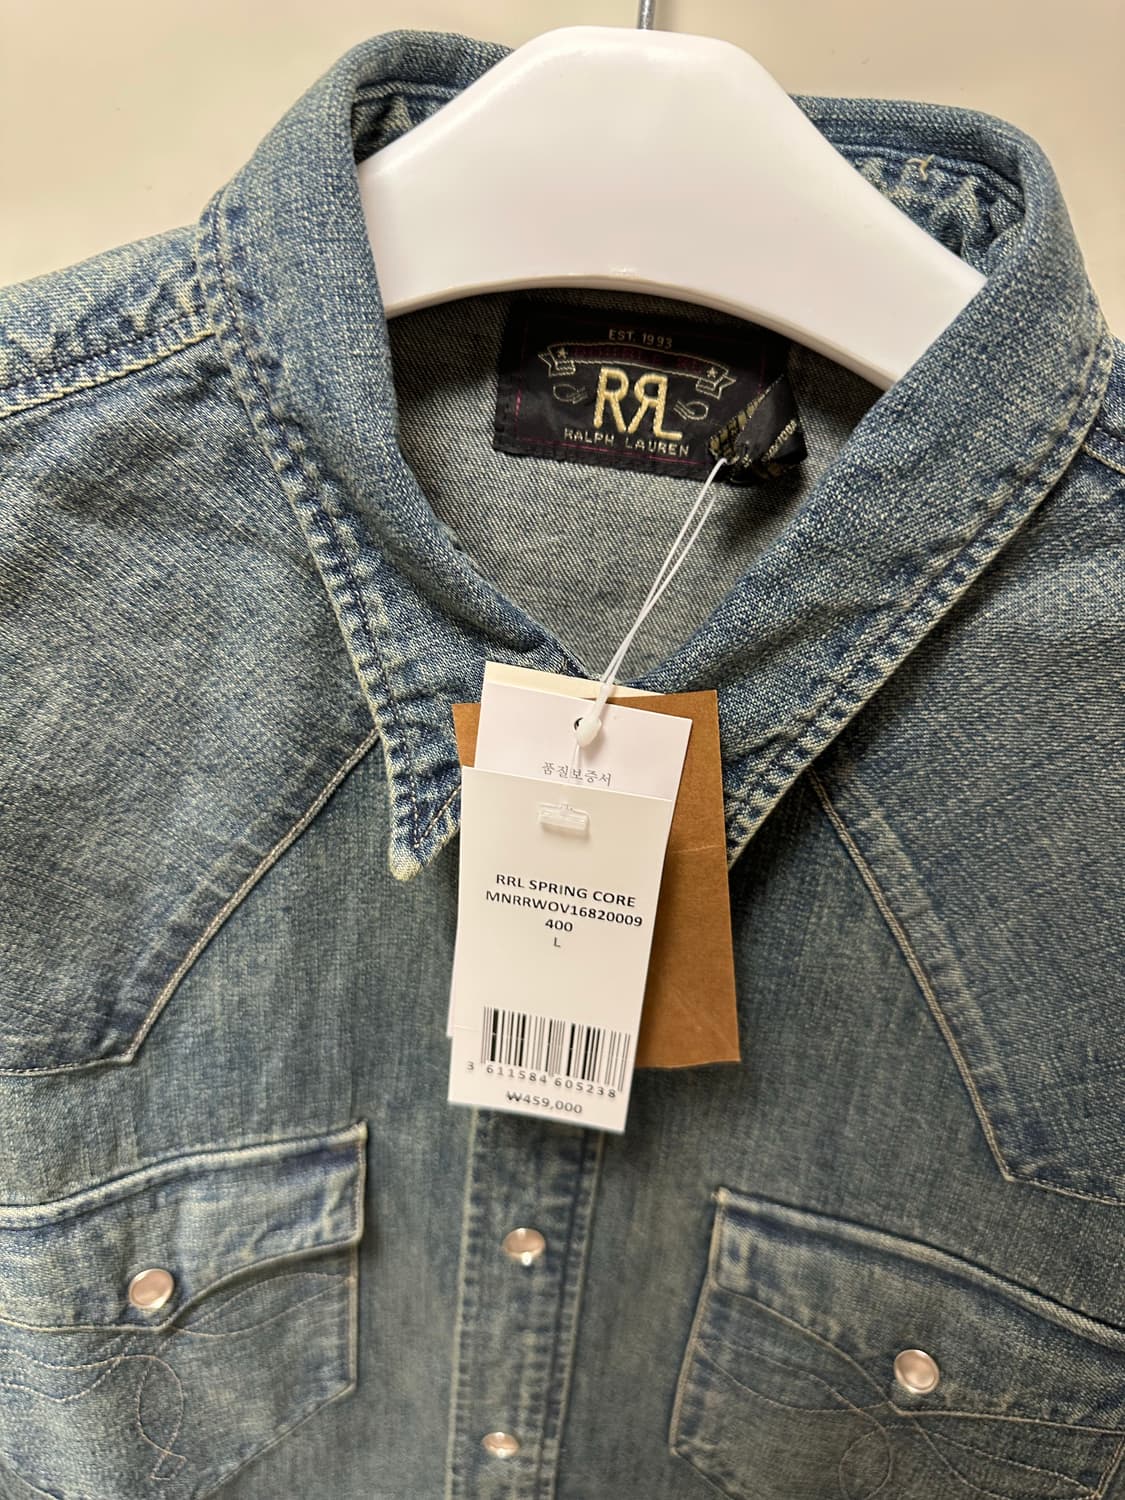 EST. 1993
RRL
RALPH LAUREN
품질보증서
RRL SPRING CORE
MNRRWOV16820009
400
L
3 611584 605238
₩459,000